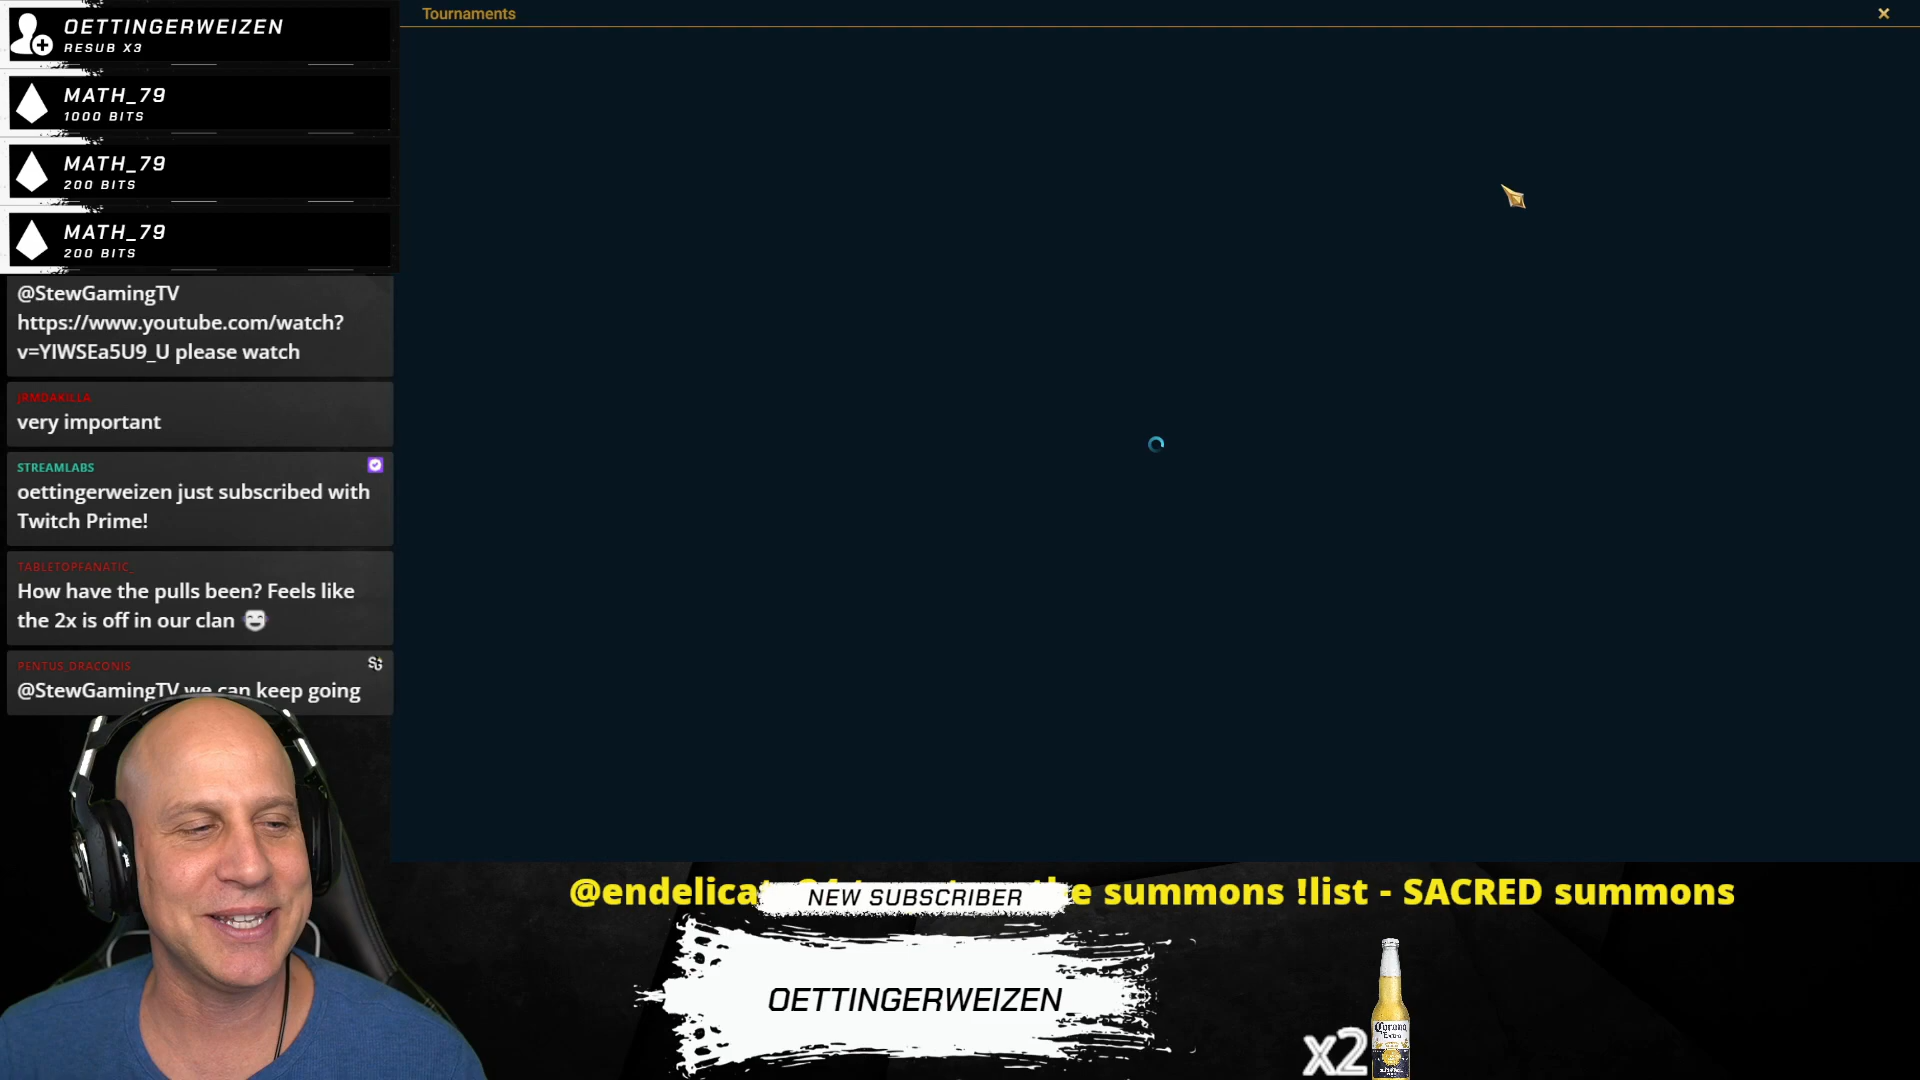 OETTINGERWEIZEN
RESUB X3
MATH_79
1000 BITS
MATH_79
200 BITS
MATH_79
200 BITS
@StewGamingTV
https://www.youtube.com/watch?
v=YIWSEa5U9_U please watch
JRMDAKILLA
very important
STREAMLABS
oettingerweizen just subscribed with
Twitch Prime!
TABLETOPFANATIC_
How have the pulls been? Feels like
the 2x is off in our clan
PENTUS_DRACONIS
@StewGamingTV we can keep going
Tournaments
summons !list - SACRED summons
NEW SUBSCRIBER
OETTINGERWEIZEN
x2
Corona
Extra